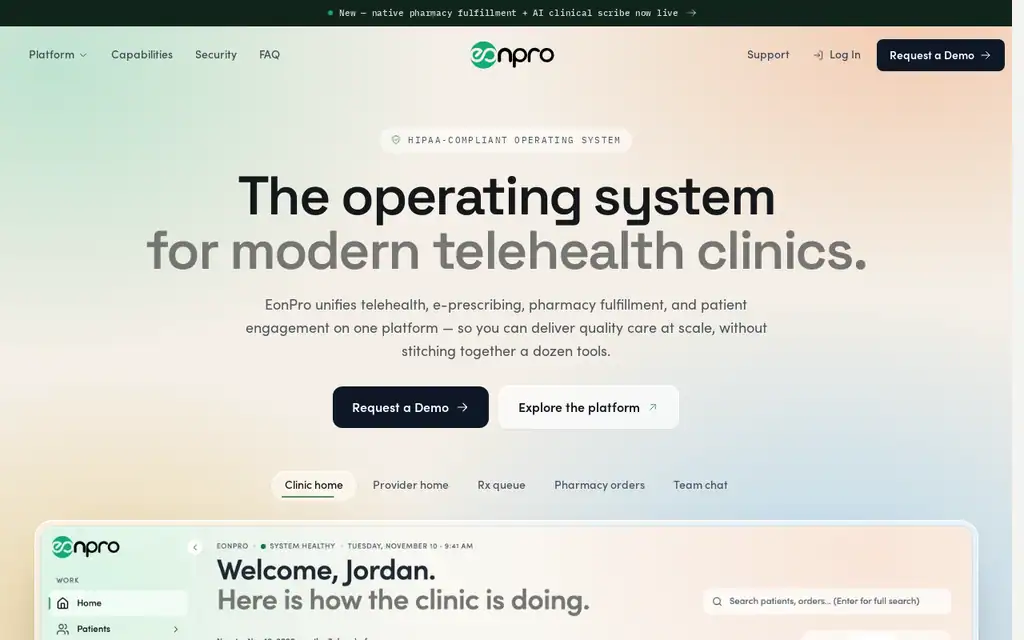 New — native pharmacy fulfillment + AI clinical scribe now live →
Platform
Capabilities
Security
FAQ
eonpro
Support
Log In
Request a Demo →
HIPAA-COMPLIANT OPERATING SYSTEM
The operating system
for modern telehealth clinics.
EonPro unifies telehealth, e-prescribing, pharmacy fulfillment, and patient
engagement on one platform — so you can deliver quality care at scale, without
stitching together a dozen tools.
Request a Demo →
Explore the platform ↗
Clinic home
Provider home
Rx queue
Pharmacy orders
Team chat
eonpro
EONPRO · SYSTEM HEALTHY · TUESDAY, NOVEMBER 10 · 9:41 AM
Welcome, Jordan.
Here is how the clinic is doing.
WORK
Home
Search patients, orders... (Enter for full search)
Patients